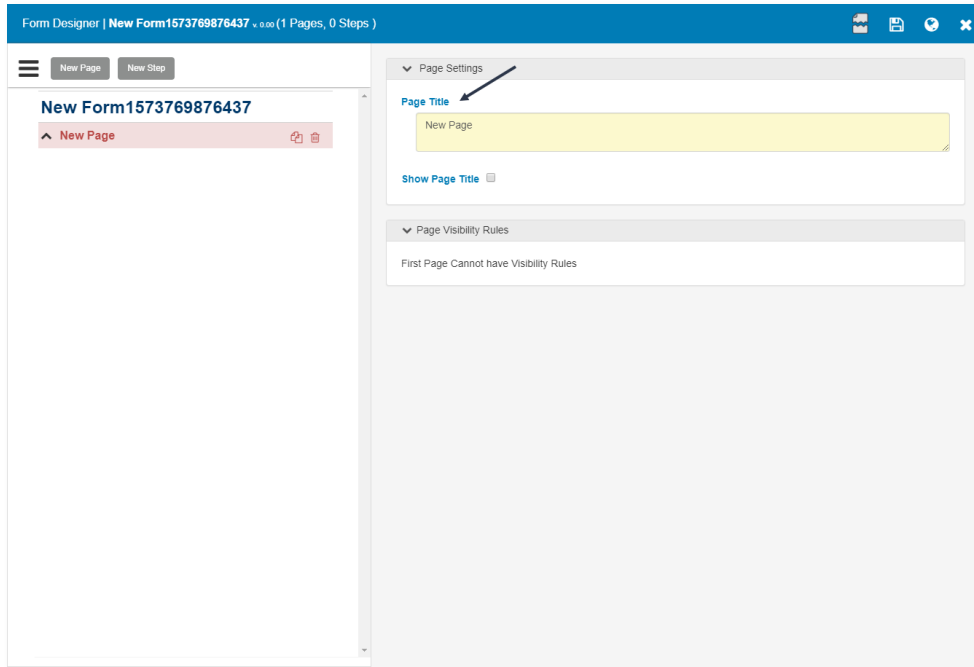 Form Designer | New Form1573769876437 v. 0.00 (1 Pages, 0 Steps )
New Page
New Step
New Form1573769876437
New Page
Page Settings
Page Title
New Page
Show Page Title
Page Visibility Rules
First Page Cannot have Visibility Rules